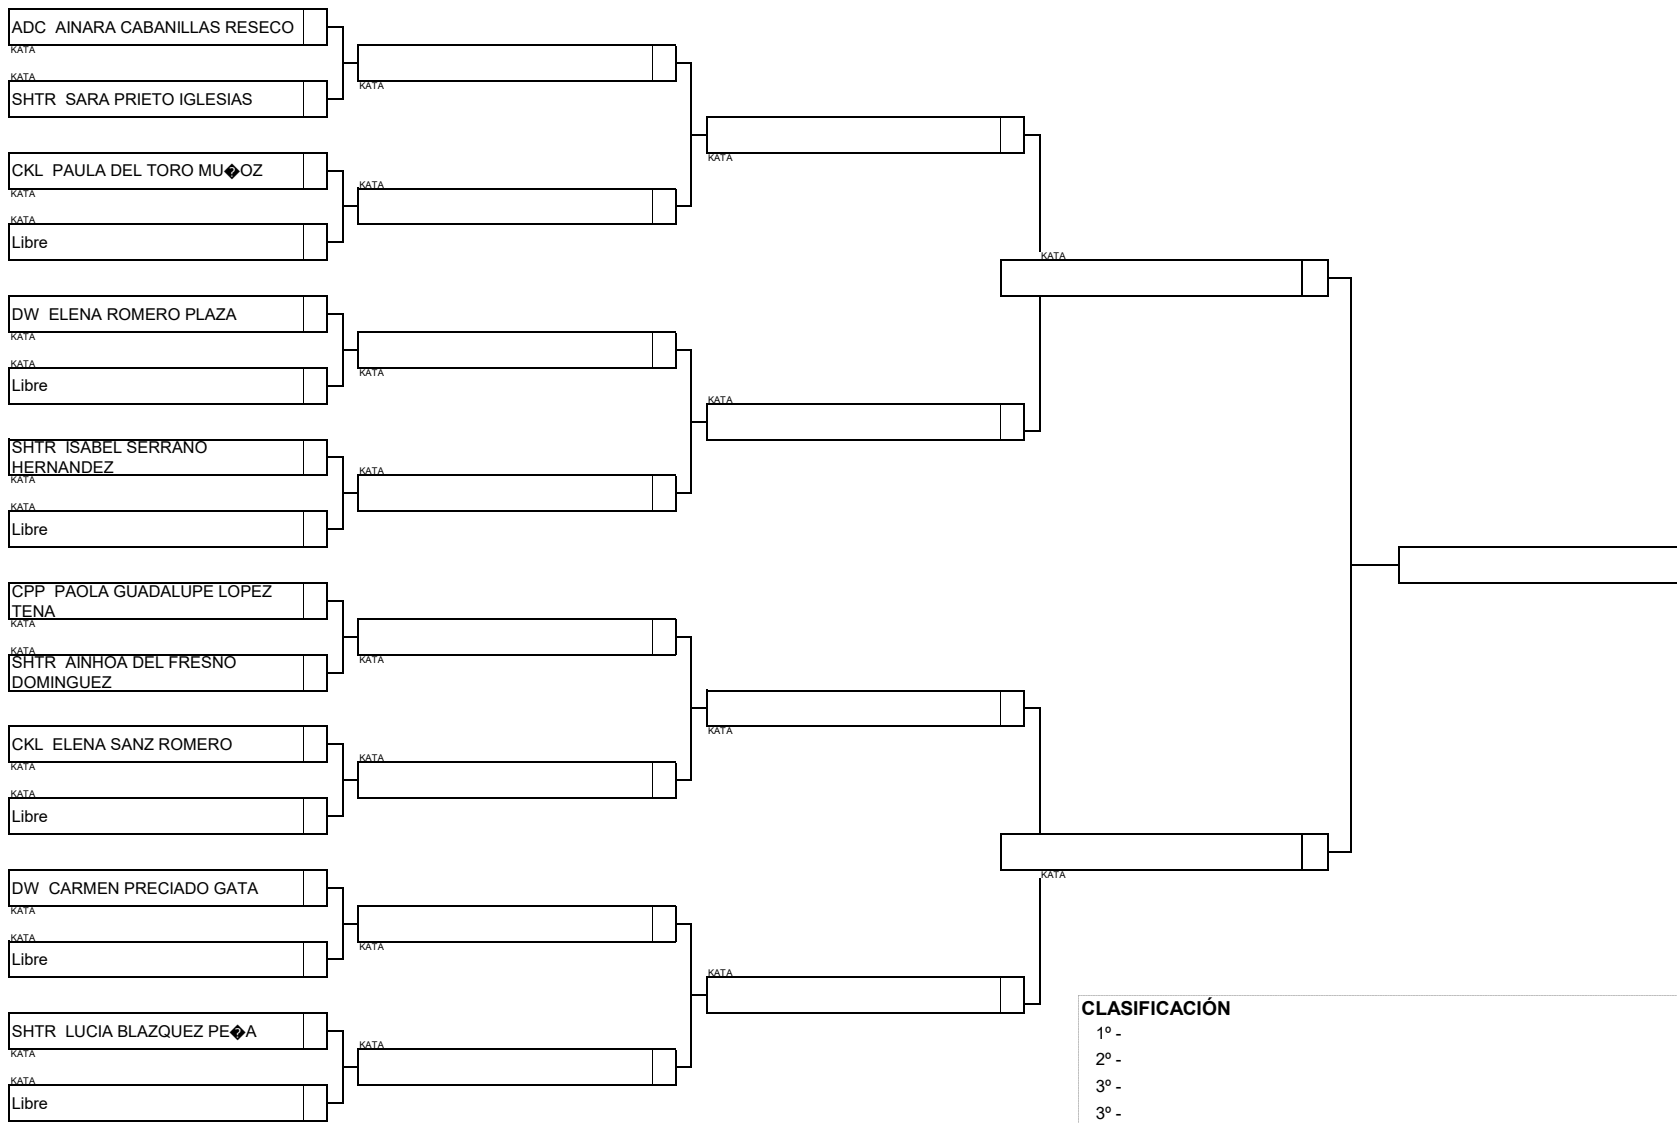 ADC  AINARA CABANILLAS RESECO
KATA
KATA
SHTR  SARA PRIETO IGLESIAS
KATA
CKL  PAULA DEL TORO MU�OZ
KATA
KATA
Libre
KATA
KATA
DW  ELENA ROMERO PLAZA
KATA
KATA
Libre
KATA
SHTR  ISABEL SERRANO
HERNANDEZ
KATA
KATA
Libre
KATA
KATA
KATA
CPP  PAOLA GUADALUPE LOPEZ
TENA
KATA
KATA
SHTR  AINHOA DEL FRESNO
DOMINGUEZ
KATA
CKL  ELENA SANZ ROMERO
KATA
KATA
Libre
KATA
KATA
DW  CARMEN PRECIADO GATA
KATA
KATA
Libre
KATA
SHTR  LUCIA BLAZQUEZ PE�A
KATA
KATA
Libre
KATA
KATA
KATA
CLASIFICACIÓN
1º -
2º -
3º -
3º -